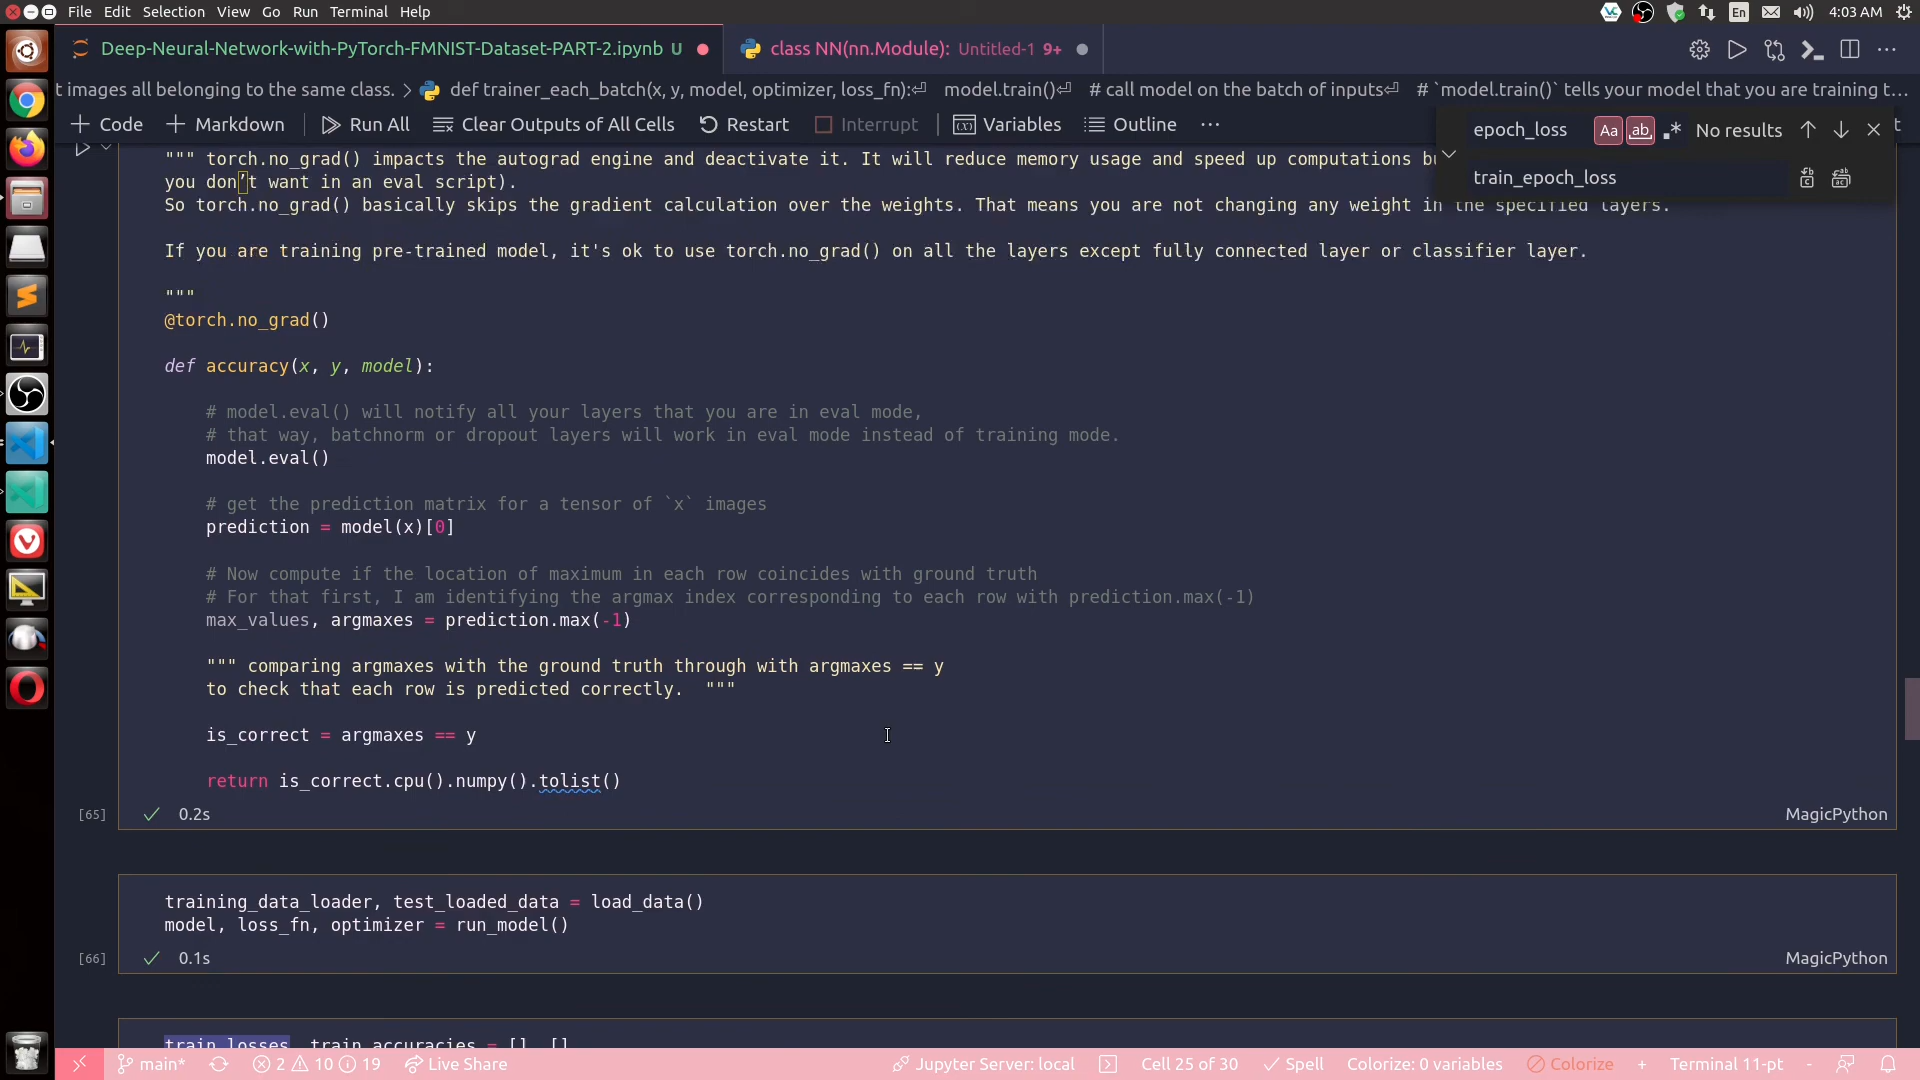 File Edit Selection View Go Run Terminal Help
En 4:03 AM
Deep-Neural-Network-with-PyTorch-FMNIST-Dataset-PART-2.ipynb U
class NN(nn.Module): Untitled-1 9+
t images all belonging to the same class. > def trainer_each_batch(x, y, model, optimizer, loss_fn):⏎ model.train()⏎ # call model on the batch of inputs⏎ # `model.train()` tells your model that you are training t...
+ Code + Markdown Run All Clear Outputs of All Cells Restart Interrupt Variables Outline ···
epoch_loss Aa ab .* No results
train_epoch_loss
""" torch.no_grad() impacts the autograd engine and deactivate it. It will reduce memory usage and speed up computations
you don’t want in an eval script).
So torch.no_grad() basically skips the gradient calculation over the weights. That means you are not changing any weight in the specified layers.
If you are training pre-trained model, it's ok to use torch.no_grad() on all the layers except fully connected layer or classifier layer.
"""
@torch.no_grad()
def accuracy(x, y, model):
# model.eval() will notify all your layers that you are in eval mode,
# that way, batchnorm or dropout layers will work in eval mode instead of training mode.
model.eval()
# get the prediction matrix for a tensor of `x` images
prediction = model(x)[0]
# Now compute if the location of maximum in each row coincides with ground truth
# For that first, I am identifying the argmax index corresponding to each row with prediction.max(-1)
max_values, argmaxes = prediction.max(-1)
""" comparing argmaxes with the ground truth through with argmaxes == y
to check that each row is predicted correctly. """
is_correct = argmaxes == y
return is_correct.cpu().numpy().tolist()
[65] 0.2s MagicPython
training_data_loader, test_loaded_data = load_data()
model, loss_fn, optimizer = run_model()
[66] 0.1s MagicPython
train_losses, train_accuracies = [], []
main* 2 10 19 Live Share Jupyter Server: local Cell 25 of 30 Spell Colorize: 0 variables Colorize + Terminal 11-pt -